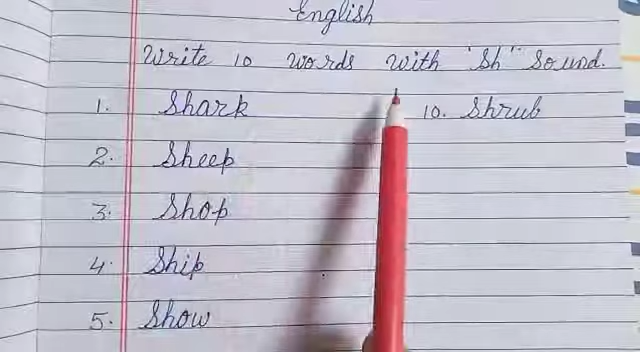 English
Write 10 words with "Sh" Sound.
1. Shark
10. Shrub
2. Sheep
3. Shop
4. Ship
5. Show